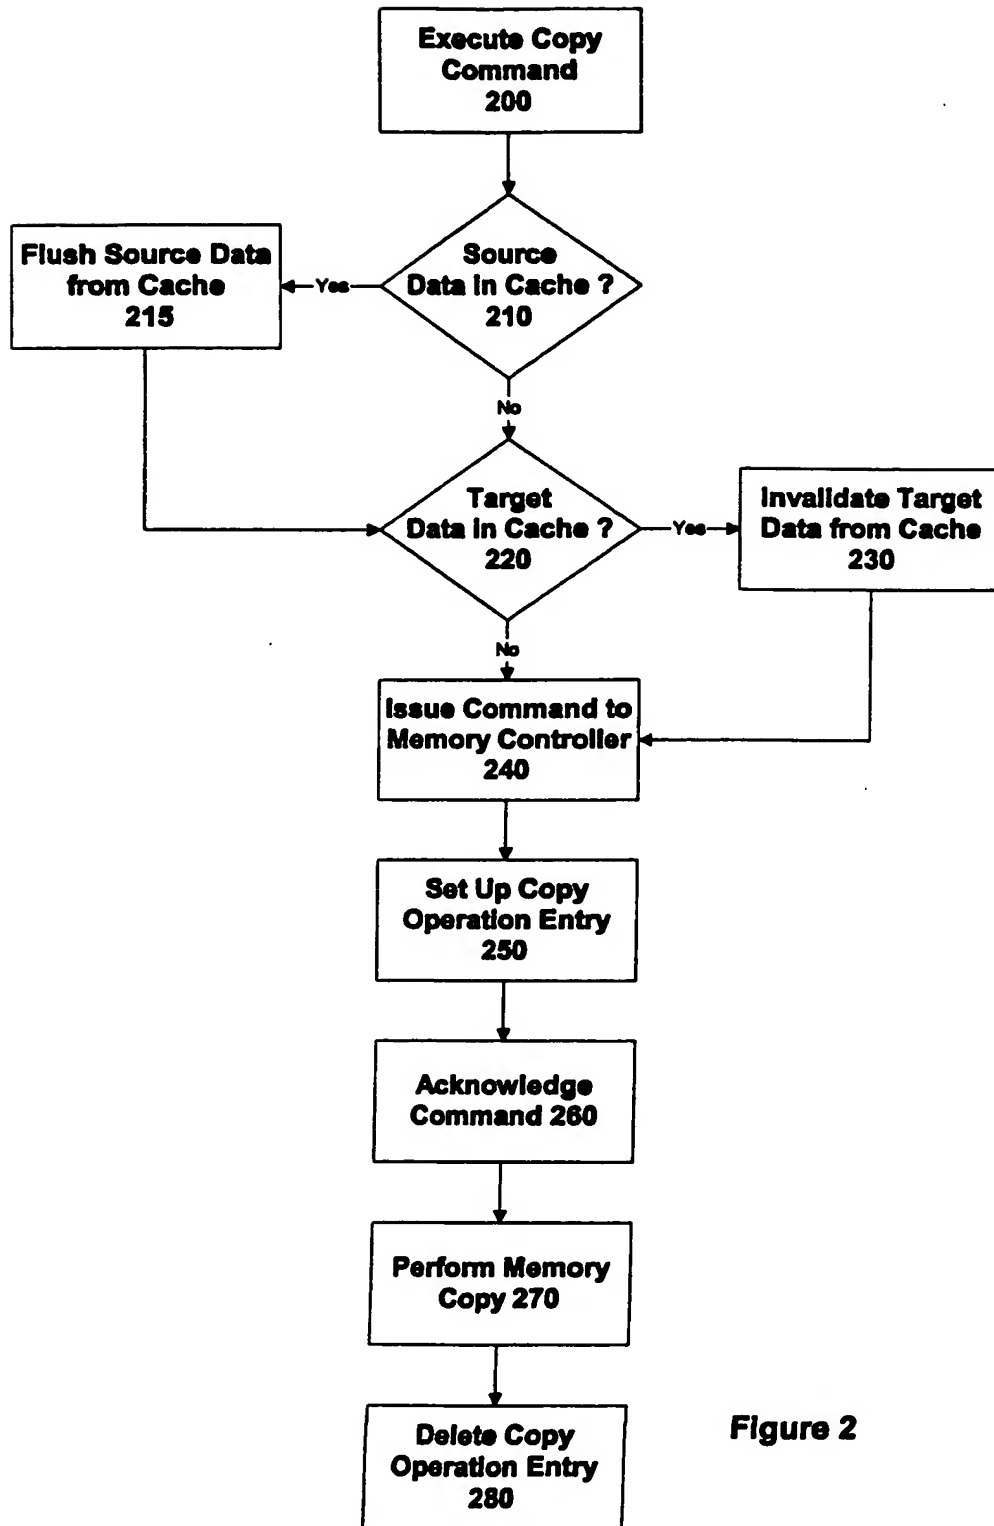 Execute Copy
Command
200
Source
Data in Cache ?
210
Yes
Flush Source Data
from Cache
215
No
Target
Data in Cache ?
220
Yes
Invalidate Target
Data from Cache
230
No
Issue Command to
Memory Controller
240
Set Up Copy
Operation Entry
250
Acknowledge
Command 260
Perform Memory
Copy 270
Delete Copy
Operation Entry
280
Figure 2